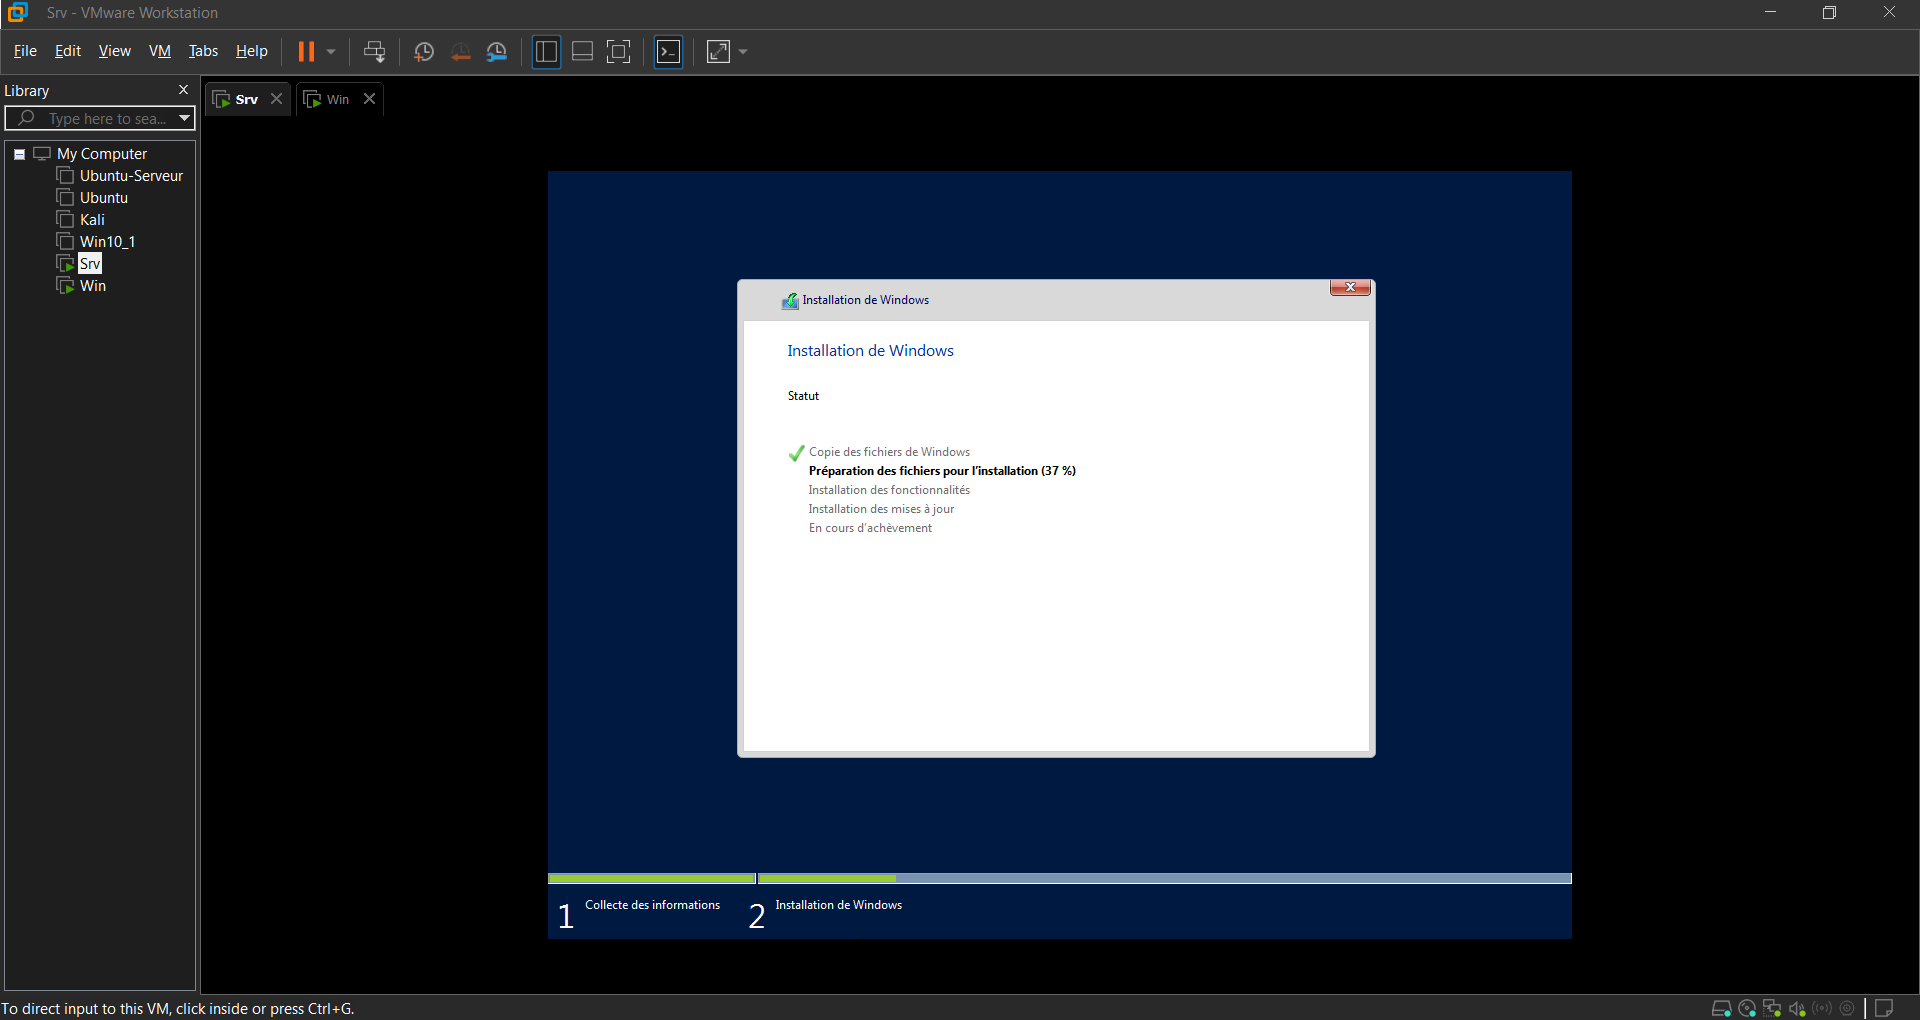 Srv - VMware Workstation
File Edit View VM Tabs Help
Library
Type here to sea...
My Computer
Ubuntu-Serveur
Ubuntu
Kali
Win10_1
Srv
Win
Srv
Win
Installation de Windows
Installation de Windows
Statut
Copie des fichiers de Windows
Préparation des fichiers pour l'installation (37 %)
Installation des fonctionnalités
Installation des mises à jour
En cours d'achèvement
1 Collecte des informations
2 Installation de Windows
To direct input to this VM, click inside or press Ctrl+G.